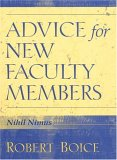 ADVICE for
NEW
FACULTY
MEMBERS
Nihil Nimus
ROBERT BOICE